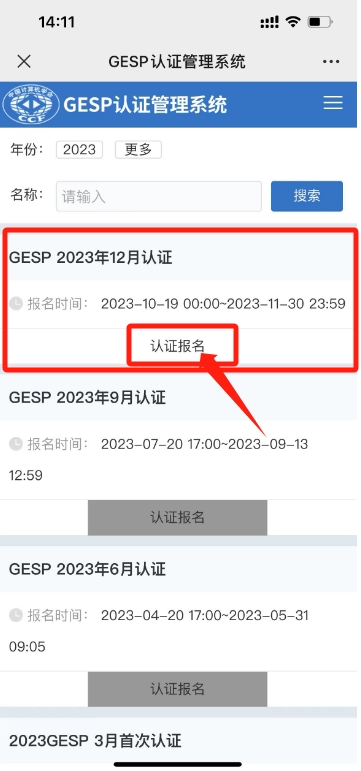 14:11
GESP认证管理系统
中国计算机学会
CCF
GESP认证管理系统
年份： 2023 更多
名称： 请输入 搜索
GESP 2023年12月认证
报名时间： 2023-10-19 00:00~2023-11-30 23:59
认证报名
GESP 2023年9月认证
报名时间： 2023-07-20 17:00~2023-09-13
12:59
认证报名
GESP 2023年6月认证
报名时间： 2023-04-20 17:00~2023-05-31
09:05
认证报名
2023GESP 3月首次认证